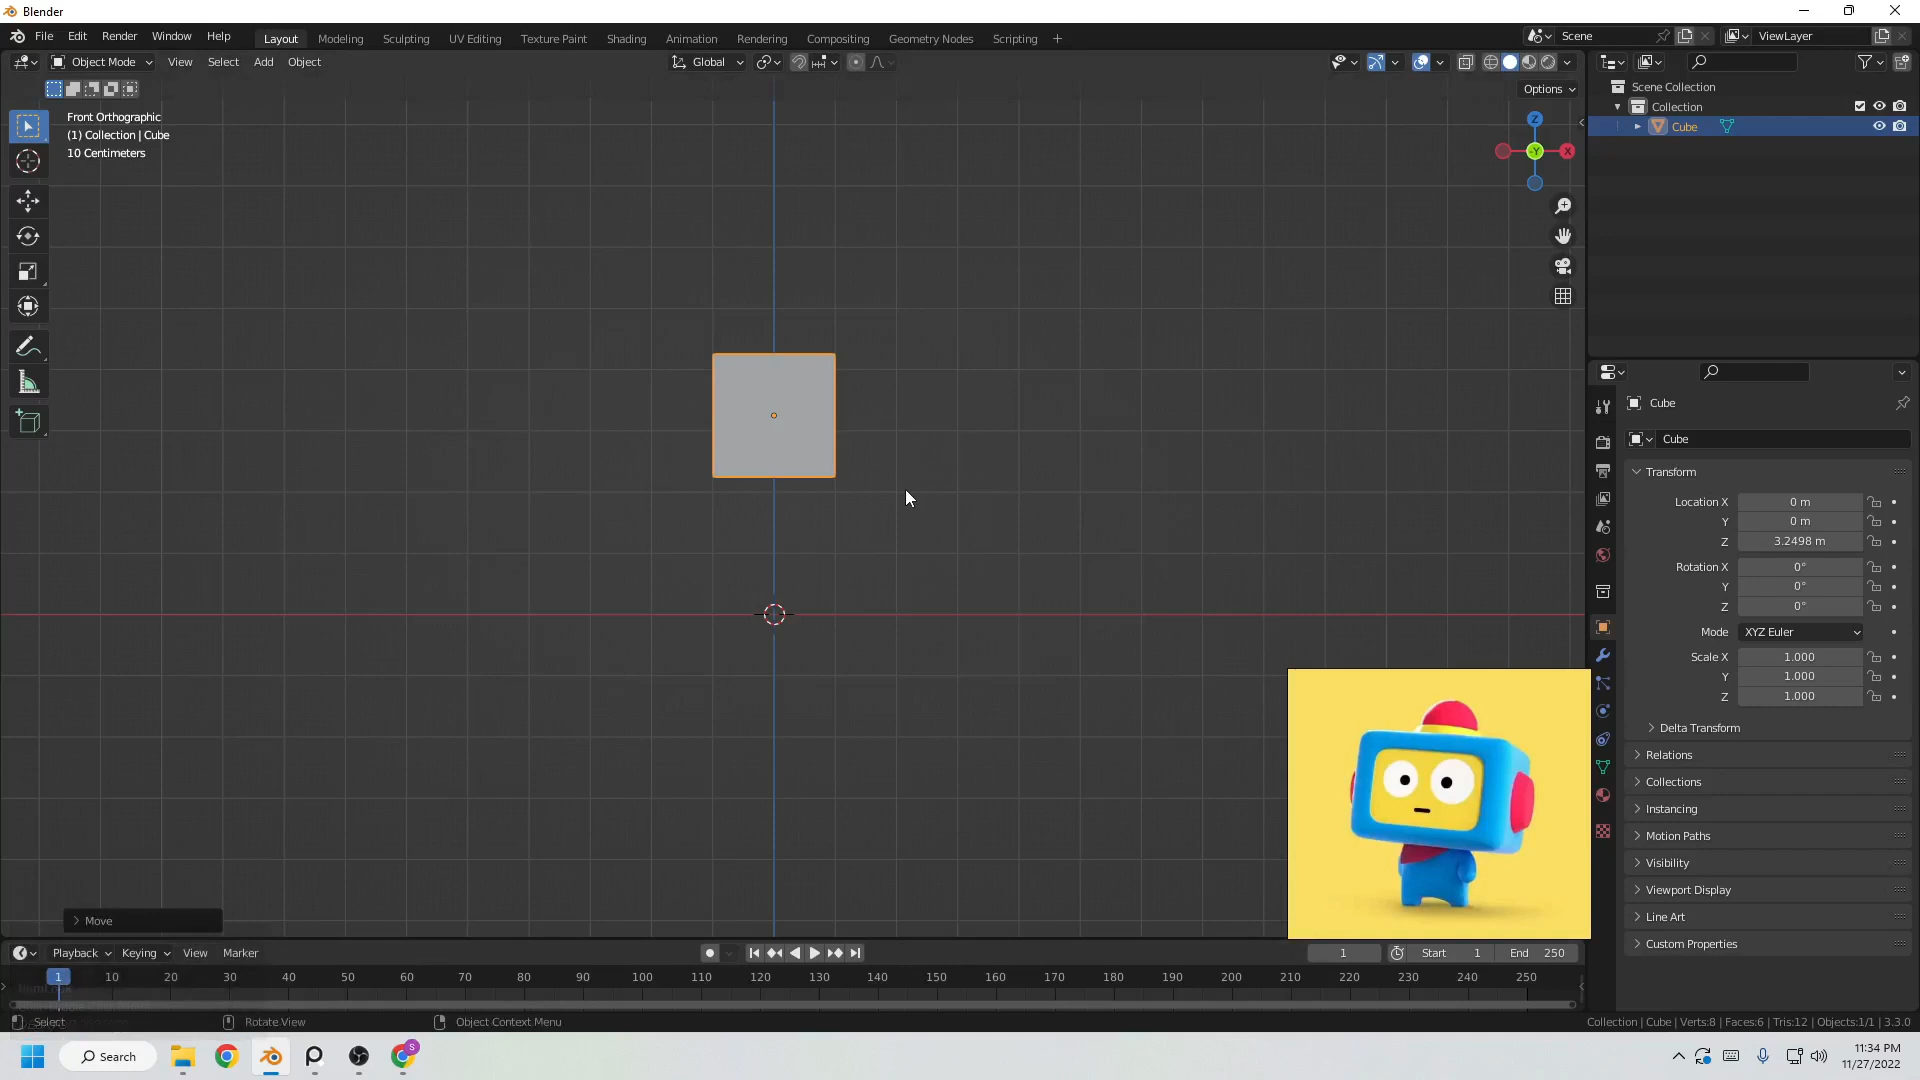 Blender
File Edit Render Window Help Layout Modeling Sculpting UV Editing Texture Paint Shading Animation Rendering Compositing Geometry Nodes Scripting + Scene ViewLayer
Object Mode View Select Add Object Global
Options
Front Orthographic
(1) Collection | Cube
10 Centimeters
Z
-Y X
Scene Collection
Collection
Cube
Cube
Cube
Transform
Location X 0 m
Y 0 m
Z 3.2498 m
Rotation X 0°
Y 0°
Z 0°
Mode XYZ Euler
Scale X 1.000
Y 1.000
Z 1.000
Delta Transform
Relations
Collections
Instancing
Motion Paths
Visibility
Viewport Display
Line Art
Custom Properties
Move
Playback Keying View Marker 1 Start 1 End 250
1 10 20 30 40 50 60 70 80 90 100 110 120 130 140 150 160 170 180 190 200 210 220 230 240 250
Select Rotate View Object Context Menu Collection | Cube | Verts:8 | Faces:6 | Tris:12 | Objects:1/1 | 3.3.0
Search
S
11:34 PM
11/27/2022